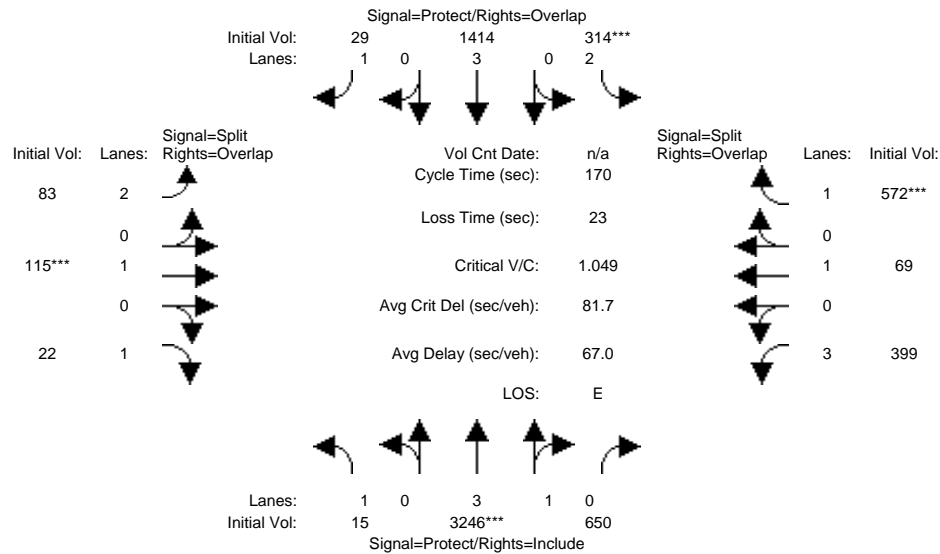 Signal=Protect/Rights=Overlap
Initial Vol: 29 1414 314***
Lanes: 1 0 3 0 2
Signal=Split
Rights=Overlap
Initial Vol: Lanes:
83 2
0
115*** 1
0
22 1
Vol Cnt Date: n/a
Cycle Time (sec): 170
Loss Time (sec): 23
Critical V/C: 1.049
Avg Crit Del (sec/veh): 81.7
Avg Delay (sec/veh): 67.0
LOS: E
Signal=Split
Rights=Overlap
Lanes: Initial Vol:
1 572***
0
1 69
0
3 399
Lanes: 1 0 3 1 0
Initial Vol: 15 3246*** 650
Signal=Protect/Rights=Include